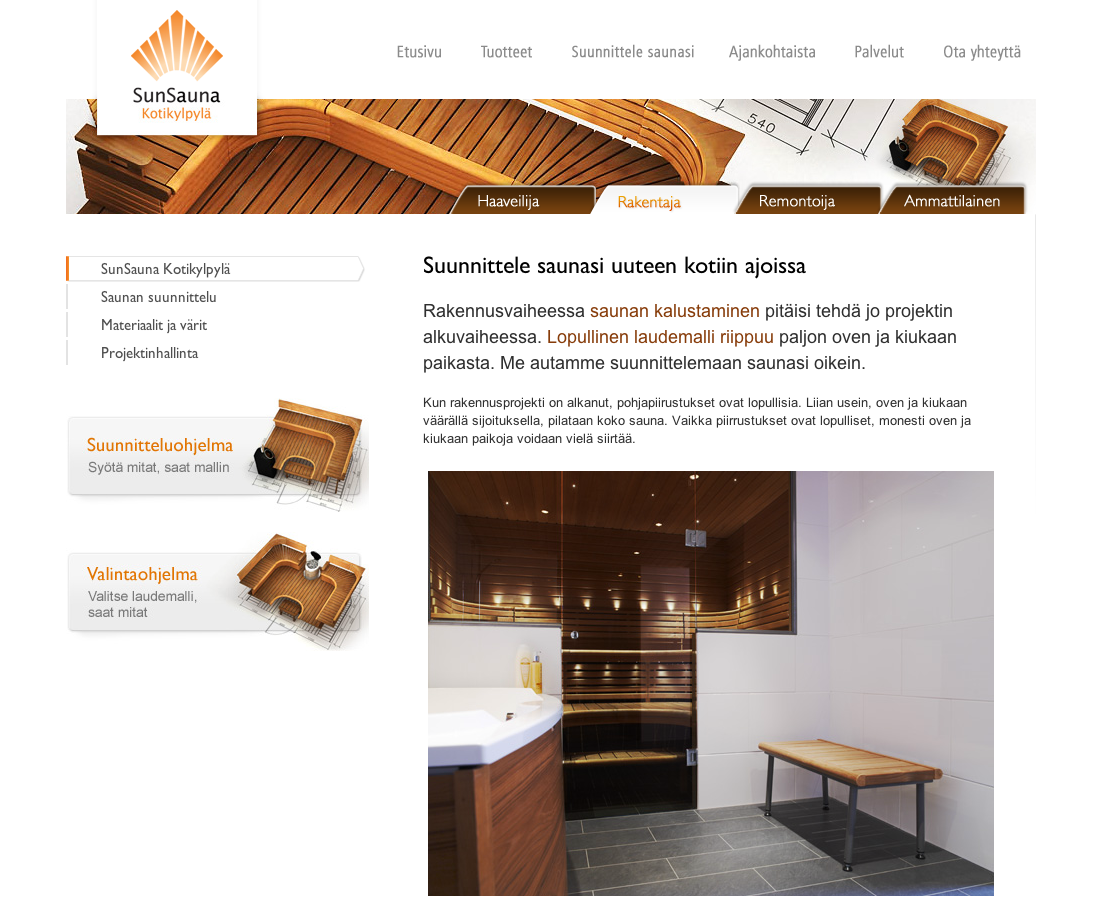 SunSauna
Kotikylpylä
Etusivu
Tuotteet
Suunnittele saunasi
Ajankohtaista
Palvelut
Ota yhteyttä
540
Haaveilija
Rakentaja
Remontoija
Ammattilainen
SunSauna Kotikylpylä
Saunan suunnittelu
Materiaalit ja värit
Projektinhallinta
Suunnitteluohjelma
Syötä mitat, saat mallin
Valintaohjelma
Valitse laudemalli,
saat mitat
Suunnittele saunasi uuteen kotiin ajoissa
Rakennusvaiheessa saunan kalustaminen pitäisi tehdä jo projektin
alkuvaiheessa. Lopullinen laudemalli riippuu paljon oven ja kiukaan
paikasta. Me autamme suunnittelemaan saunasi oikein.
Kun rakennusprojekti on alkanut, pohjapiirustukset ovat lopullisia. Liian usein, oven ja kiukaan
väärällä sijoituksella, pilataan koko sauna. Vaikka piirrustukset ovat lopulliset, monesti oven ja
kiukaan paikoja voidaan vielä siirtää.